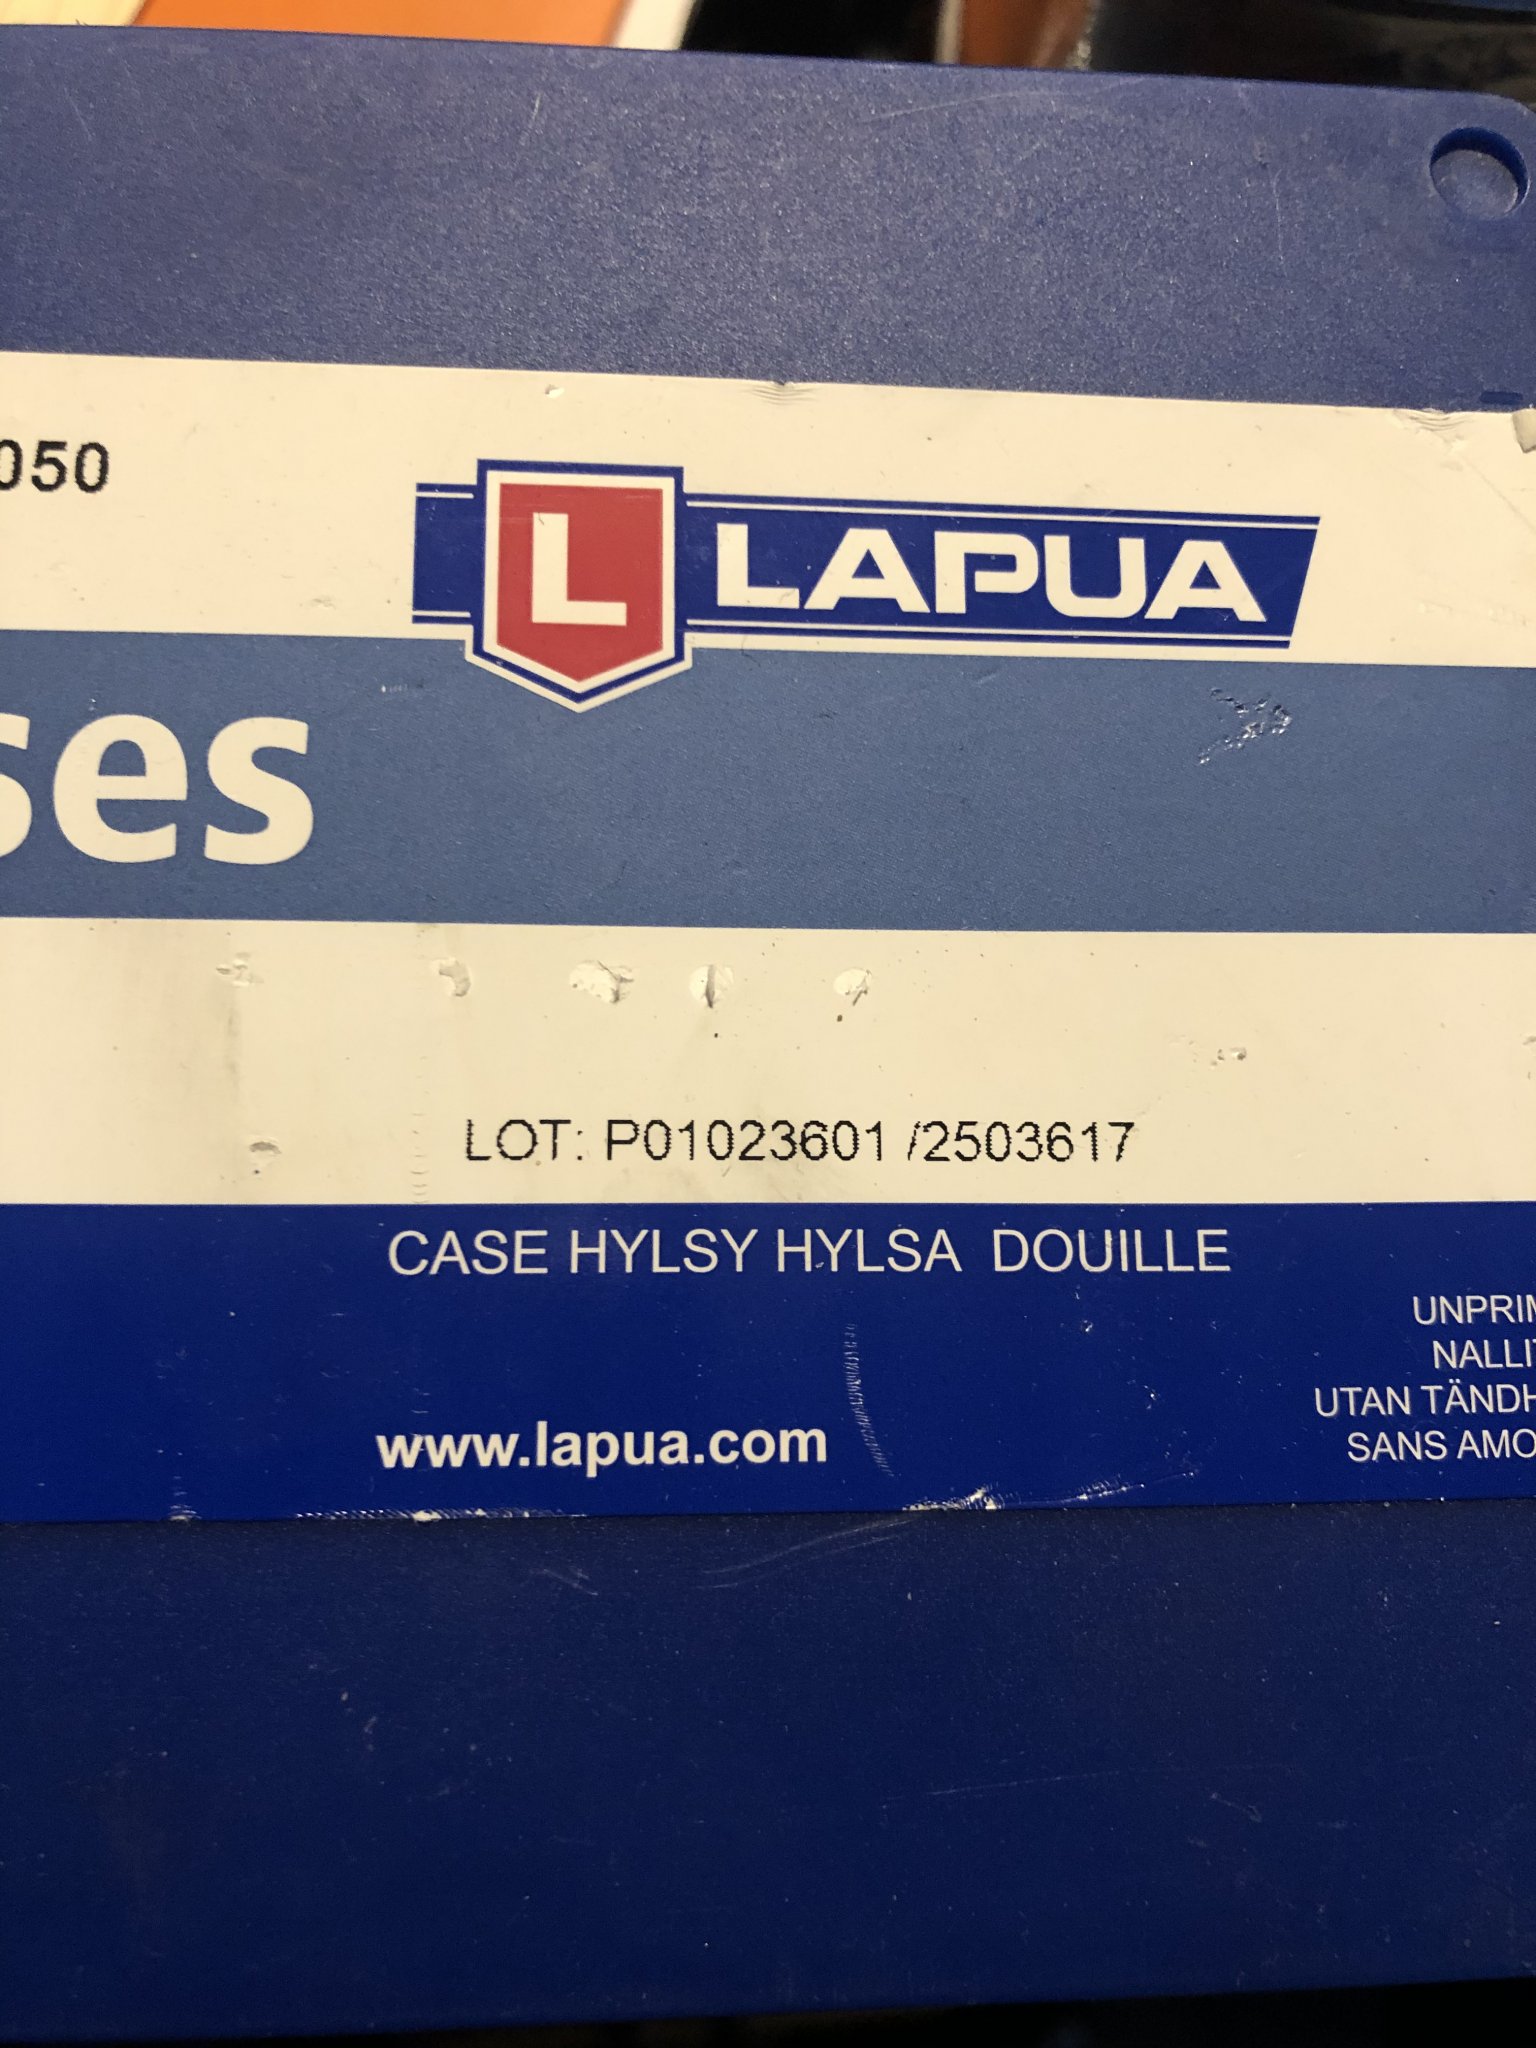 050
L LAPUA
ses
LOT: P01023601 /2503617
CASE HYLSY HYLSA DOUILLE
UNPRIM
NALLIT
UTAN TÄNDH
SANS AMO
www.lapua.com